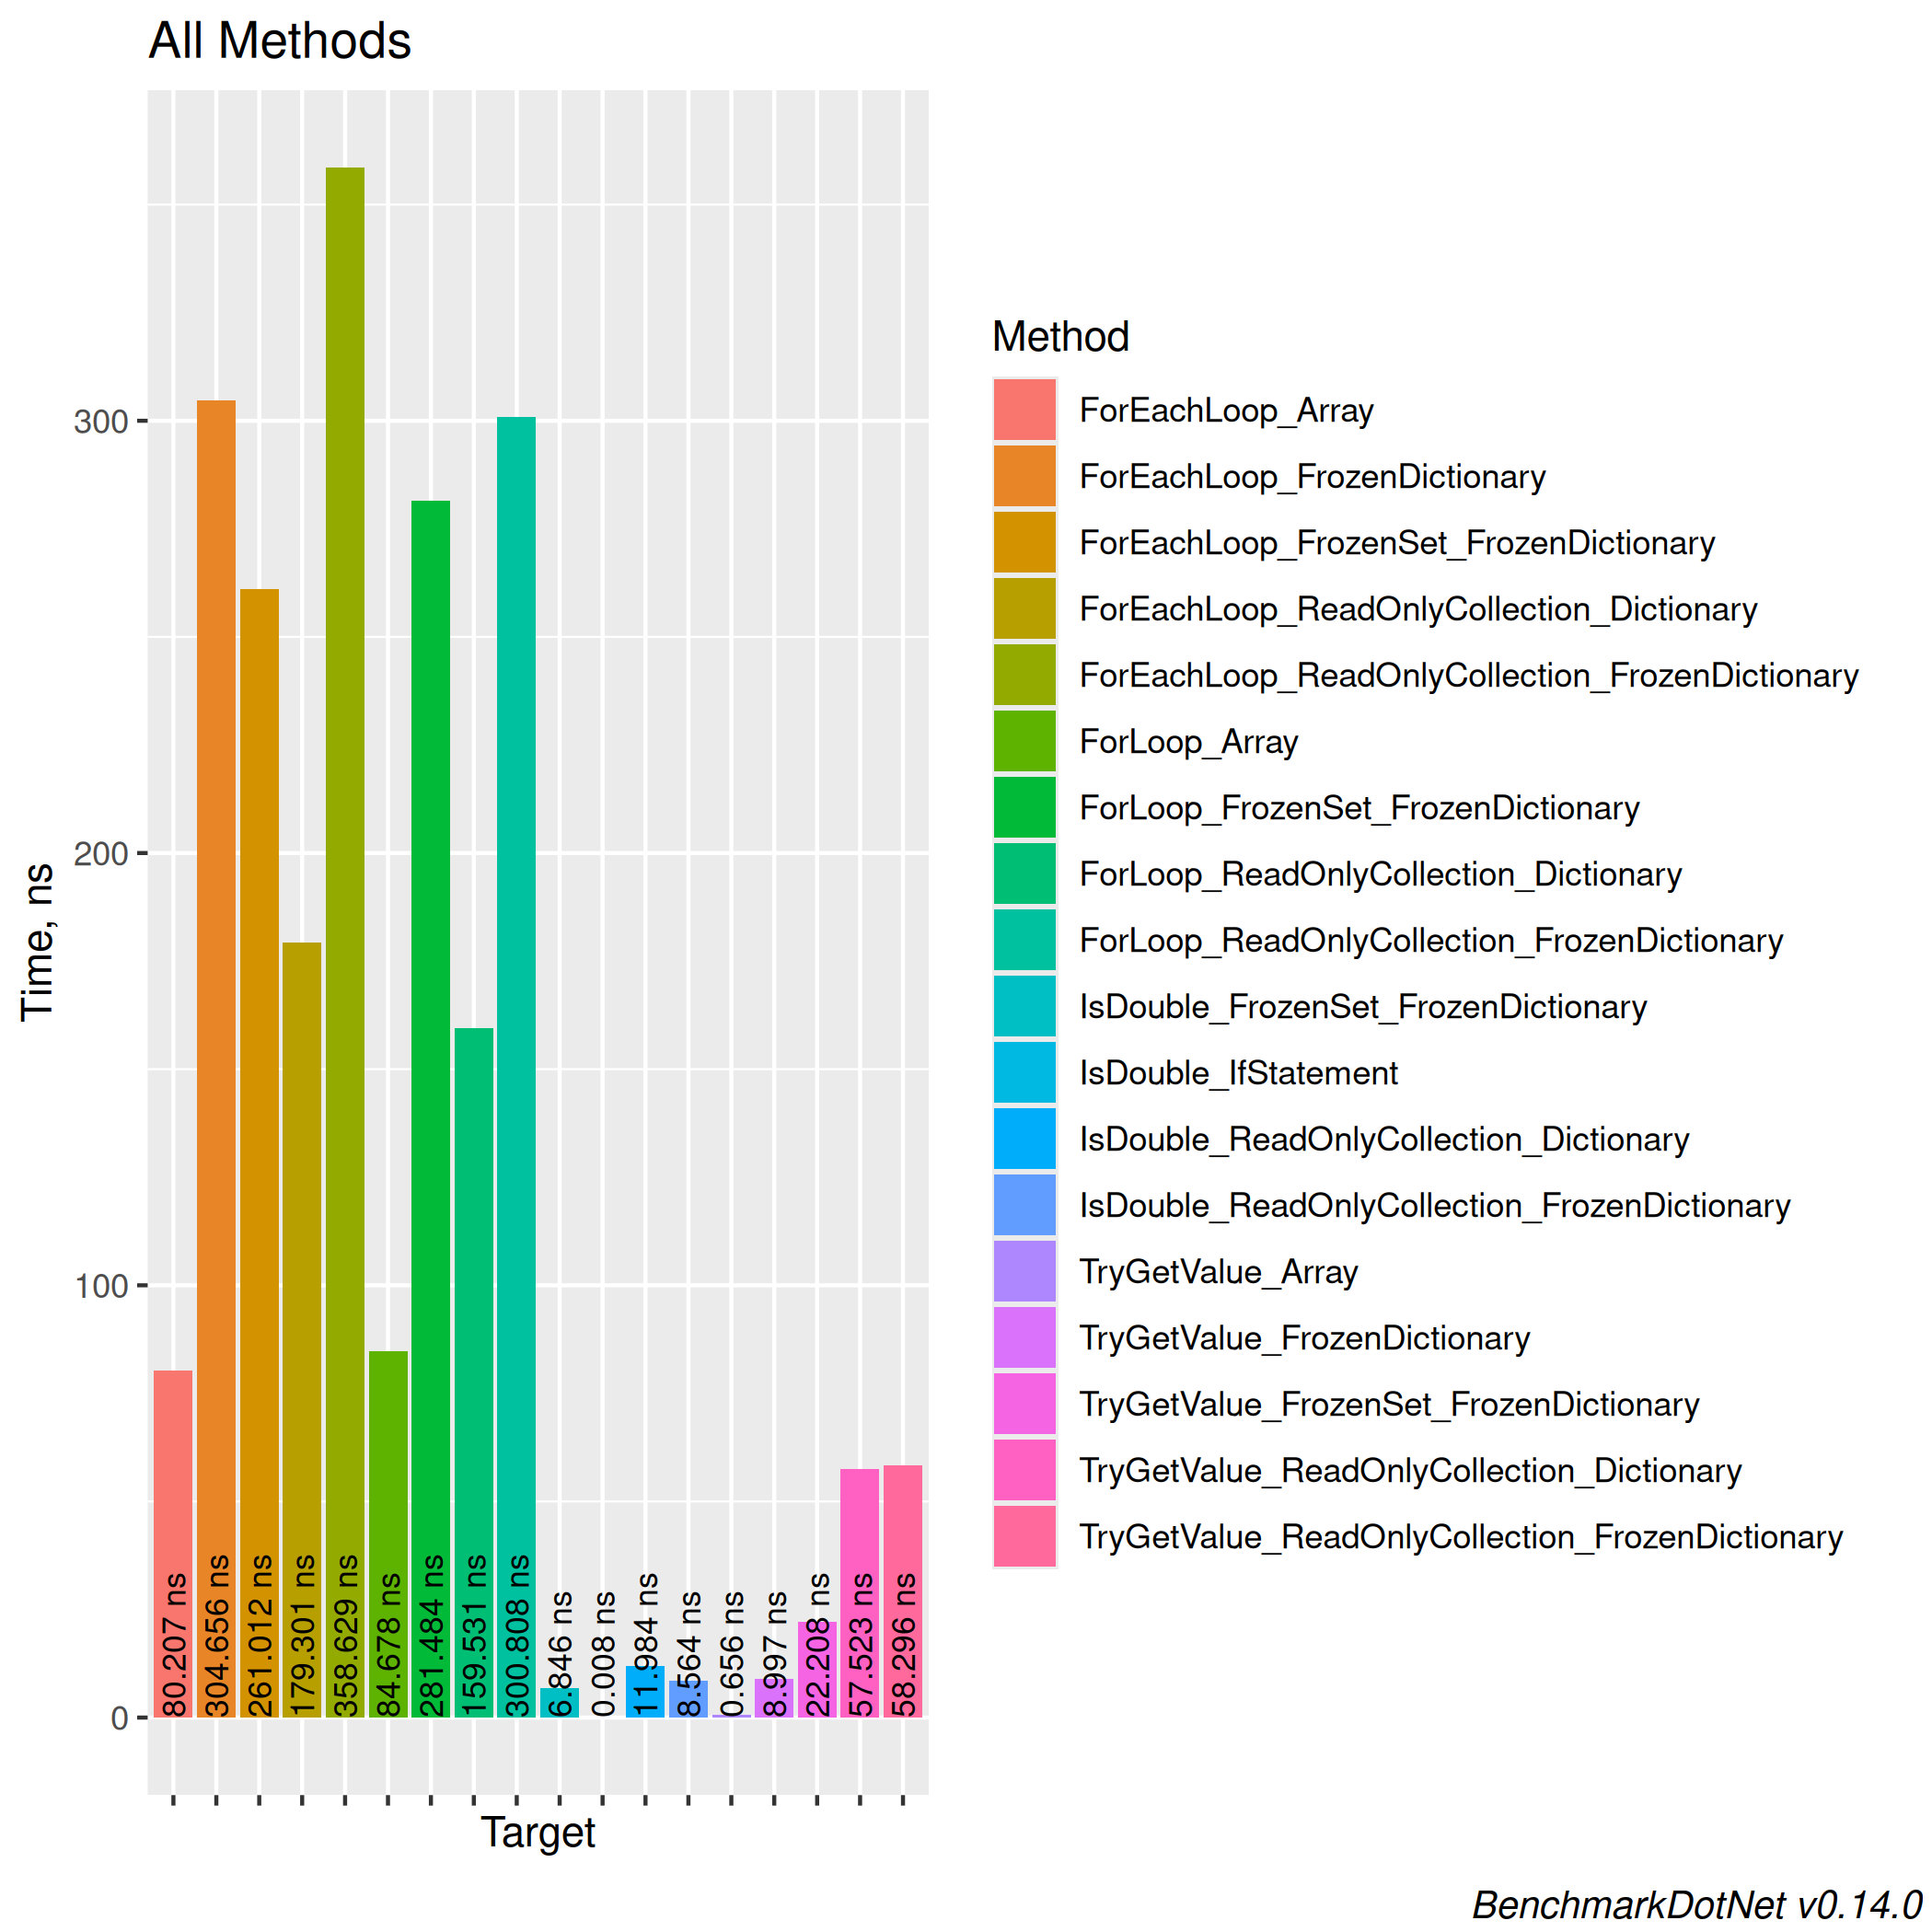 All Methods
Time, ns
300
200
100
0
80.207 ns
304.656 ns
261.012 ns
179.301 ns
358.629 ns
84.678 ns
281.484 ns
159.531 ns
300.808 ns
6.846 ns
0.008 ns
11.984 ns
8.564 ns
0.656 ns
8.997 ns
22.208 ns
57.523 ns
58.296 ns
Target
Method
ForEachLoop_Array
ForEachLoop_FrozenDictionary
ForEachLoop_FrozenSet_FrozenDictionary
ForEachLoop_ReadOnlyCollection_Dictionary
ForEachLoop_ReadOnlyCollection_FrozenDictionary
ForLoop_Array
ForLoop_FrozenSet_FrozenDictionary
ForLoop_ReadOnlyCollection_Dictionary
ForLoop_ReadOnlyCollection_FrozenDictionary
IsDouble_FrozenSet_FrozenDictionary
IsDouble_IfStatement
IsDouble_ReadOnlyCollection_Dictionary
IsDouble_ReadOnlyCollection_FrozenDictionary
TryGetValue_Array
TryGetValue_FrozenDictionary
TryGetValue_FrozenSet_FrozenDictionary
TryGetValue_ReadOnlyCollection_Dictionary
TryGetValue_ReadOnlyCollection_FrozenDictionary
BenchmarkDotNet v0.14.0